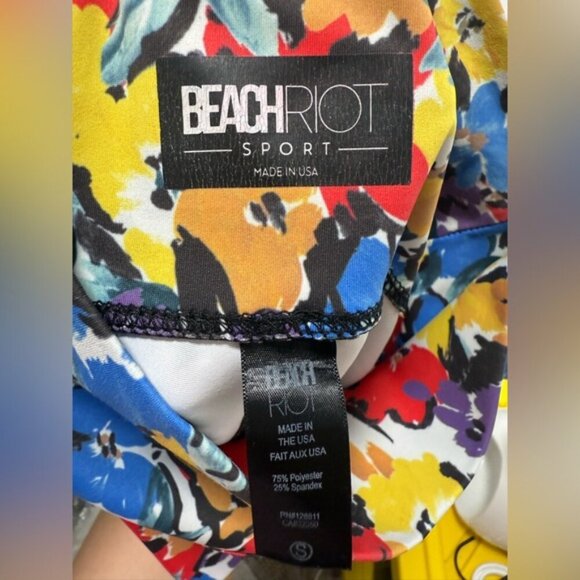 BEACHRIOT
SPORT
MADE IN USA
BEACH
RIOT
MADE IN
THE USA
FAIT AUX USA
75% Polyester
25% Spandex
S